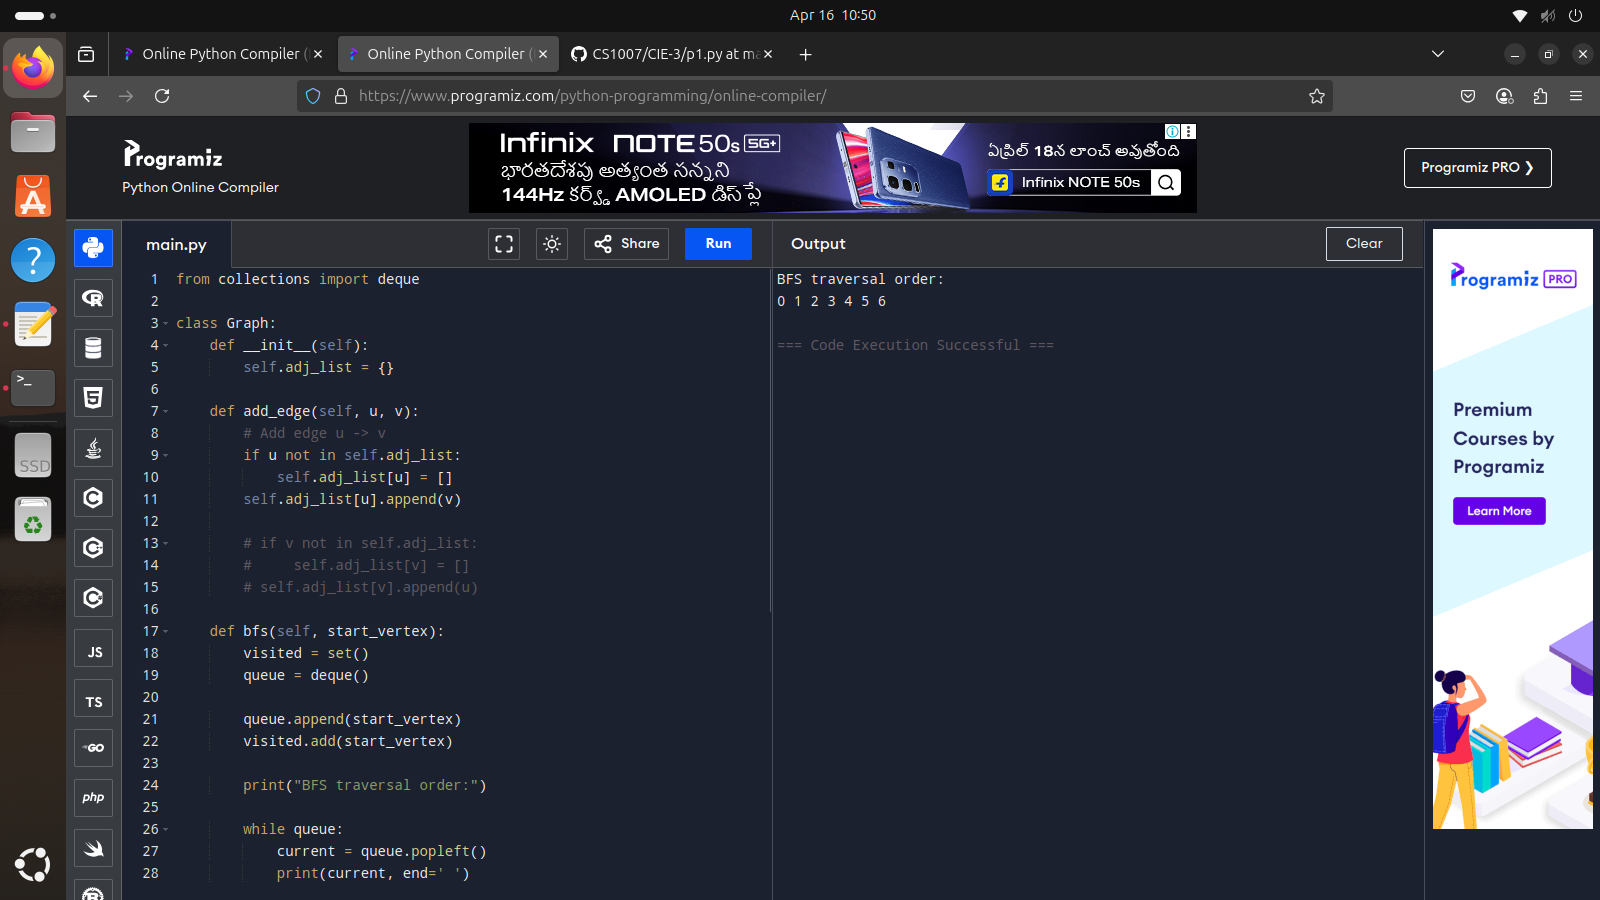 Apr 16 10:50
Online Python Compiler (
Online Python Compiler (
CS1007/CIE-3/p1.py at ma
https://www.programiz.com/python-programming/online-compiler/
Programiz
Python Online Compiler
Infinix NOTE 50s 5G+
భారతదేశపు అత్యంత సన్నని
144Hz కర్వ్డ్ AMOLED డిస్ ప్లే
ఏప్రిల్ 18న లాంచ్ అవుతోంది
Infinix NOTE 50s
Programiz PRO ❯
main.py
Share
Run
Output
Clear
1 from collections import deque
2
3 class Graph:
4 def __init__(self):
5 self.adj_list = {}
6
7 def add_edge(self, u, v):
8 # Add edge u -> v
9 if u not in self.adj_list:
10 self.adj_list[u] = []
11 self.adj_list[u].append(v)
12
13 # if v not in self.adj_list:
14 #     self.adj_list[v] = []
15 # self.adj_list[v].append(u)
16
17 def bfs(self, start_vertex):
18 visited = set()
19 queue = deque()
20
21 queue.append(start_vertex)
22 visited.add(start_vertex)
23
24 print("BFS traversal order:")
25
26 while queue:
27 current = queue.popleft()
28 print(current, end=' ')
BFS traversal order:
0 1 2 3 4 5 6
=== Code Execution Successful ===
Programiz PRO
Premium
Courses by
Programiz
Learn More
SSD
JS
TS
GO
php